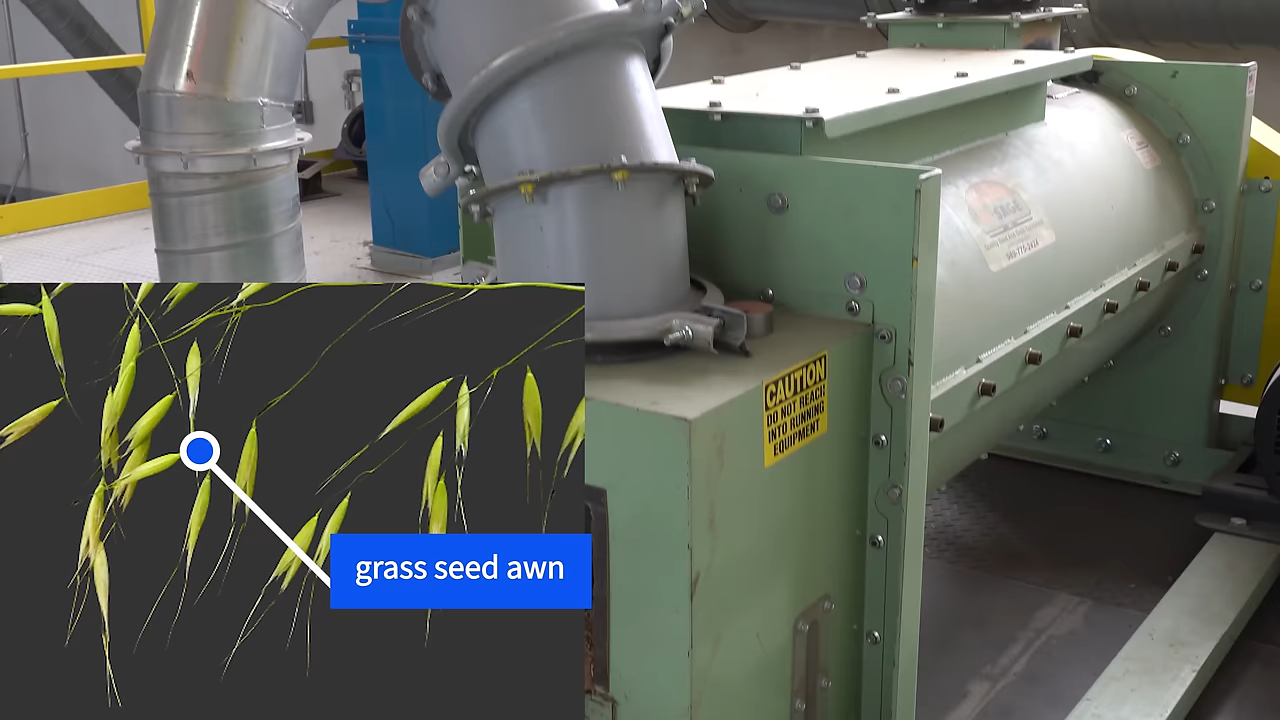 SAGE
CAUTION
DO NOT REACH
INTO RUNNING
EQUIPMENT
grass seed awn